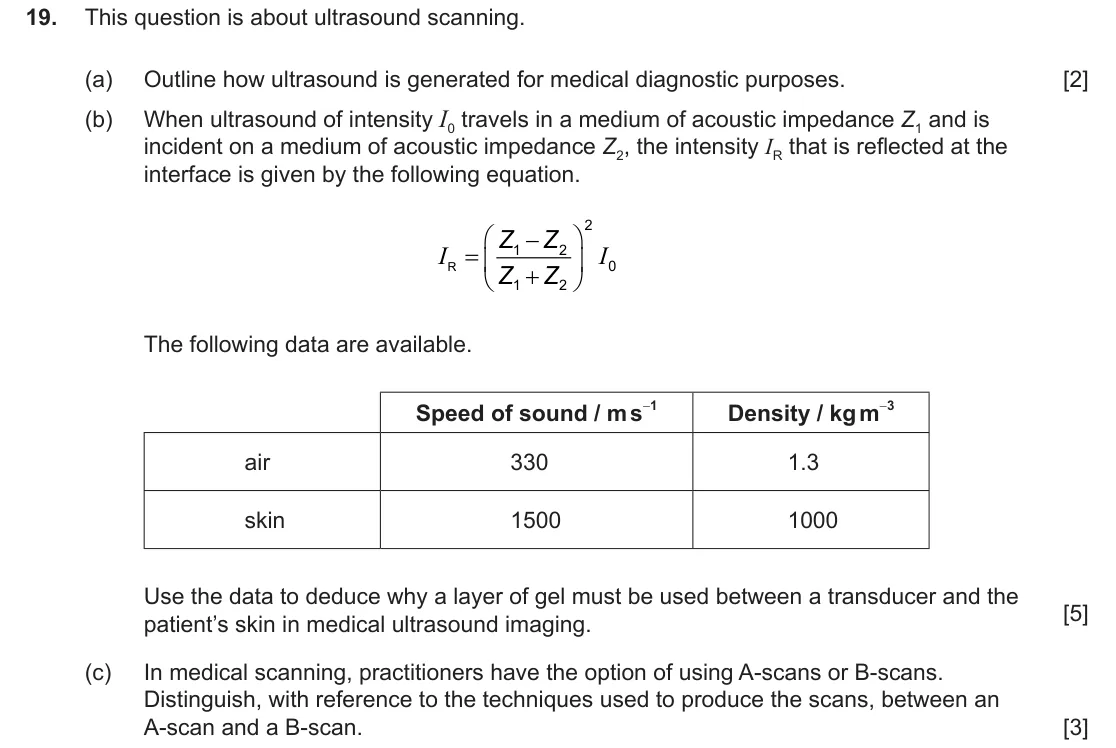 19. This question is about ultrasound scanning.
(a) Outline how ultrasound is generated for medical diagnostic purposes. [2]
(b) When ultrasound of intensity I₀ travels in a medium of acoustic impedance Z₁ and is
incident on a medium of acoustic impedance Z₂, the intensity I_R that is reflected at the
interface is given by the following equation.
I_R = ((Z₁ − Z₂)/(Z₁ + Z₂))² I₀
The following data are available.
Speed of sound / m s⁻¹ Density / kg m⁻³
air 330 1.3
skin 1500 1000
Use the data to deduce why a layer of gel must be used between a transducer and the
patient's skin in medical ultrasound imaging. [5]
(c) In medical scanning, practitioners have the option of using A-scans or B-scans.
Distinguish, with reference to the techniques used to produce the scans, between an
A-scan and a B-scan. [3]